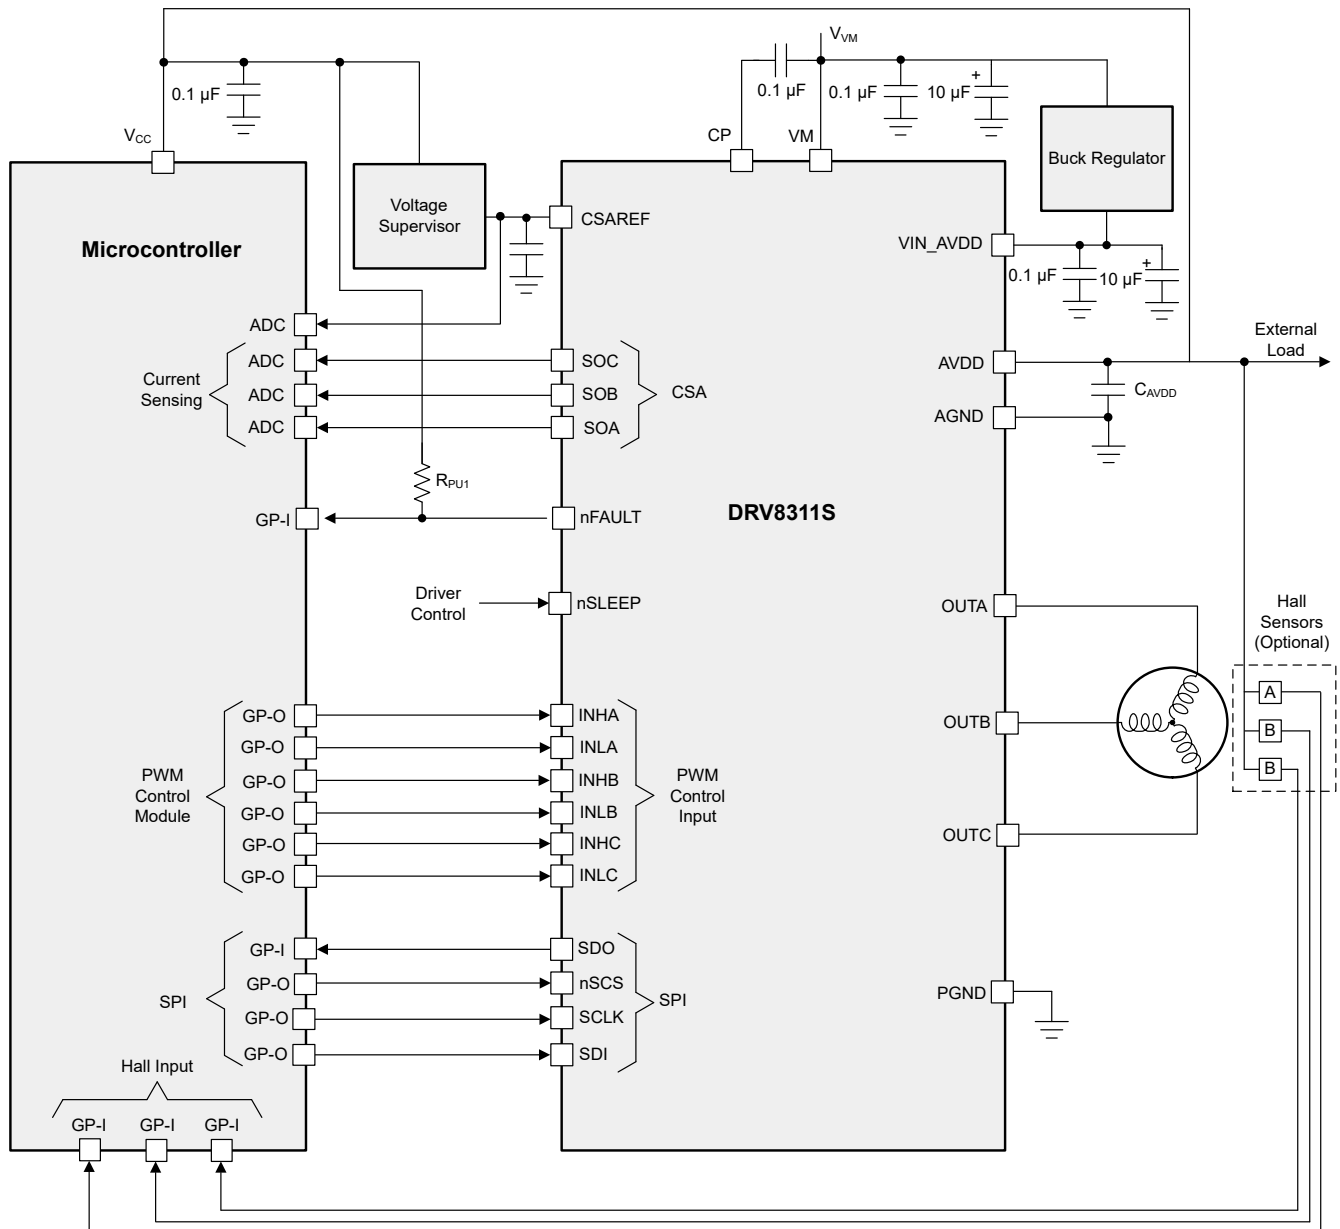 V_VM
0.1 µF
0.1 µF
0.1 µF
10 µF
+
V_CC
CP
VM
Buck Regulator
Voltage
Supervisor
CSAREF
Microcontroller
VIN_AVDD
0.1 µF
10 µF
+
ADC
ADC
ADC
ADC
Current
Sensing
SOC
SOB
SOA
CSA
AVDD
AGND
C_AVDD
External
Load
R_PU1
GP-I
nFAULT
DRV8311S
Driver
Control
nSLEEP
OUTA
OUTB
OUTC
Hall
Sensors
(Optional)
A
B
B
GP-O
GP-O
GP-O
GP-O
GP-O
GP-O
PWM
Control
Module
INHA
INLA
INHB
INLB
INHC
INLC
PWM
Control
Input
GP-I
GP-O
GP-O
GP-O
SPI
SDO
nSCS
SCLK
SDI
SPI
PGND
Hall Input
GP-I
GP-I
GP-I